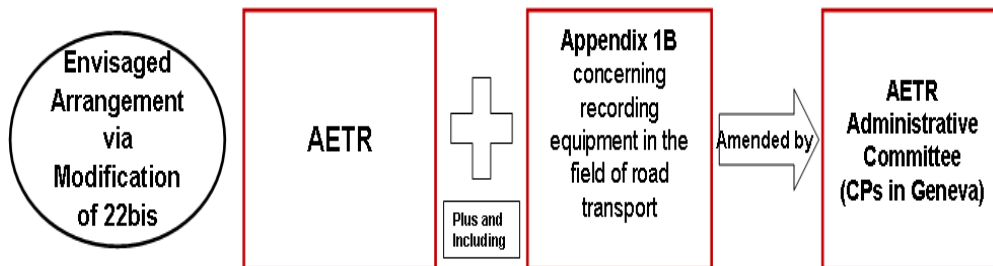 Envisaged
Arrangement
via
Modification
of 22bis
AETR
Plus and
Including
Appendix 1B
concerning
recording
equipment in the
field of road
transport
Amended by
AETR
Administrative
Committee
(CPs in Geneva)